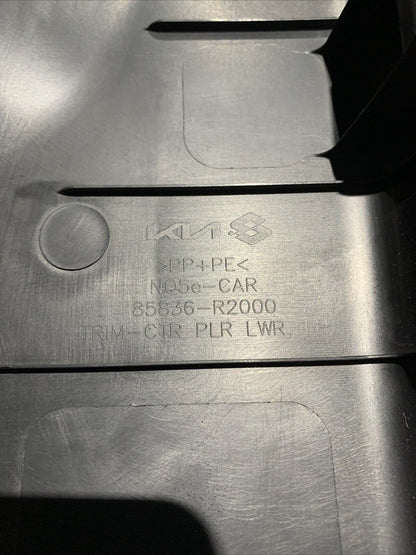 KIA
>PP+PE<
NQ5e-CAR
85836-R2000
TRIM-CTR PLR LWR